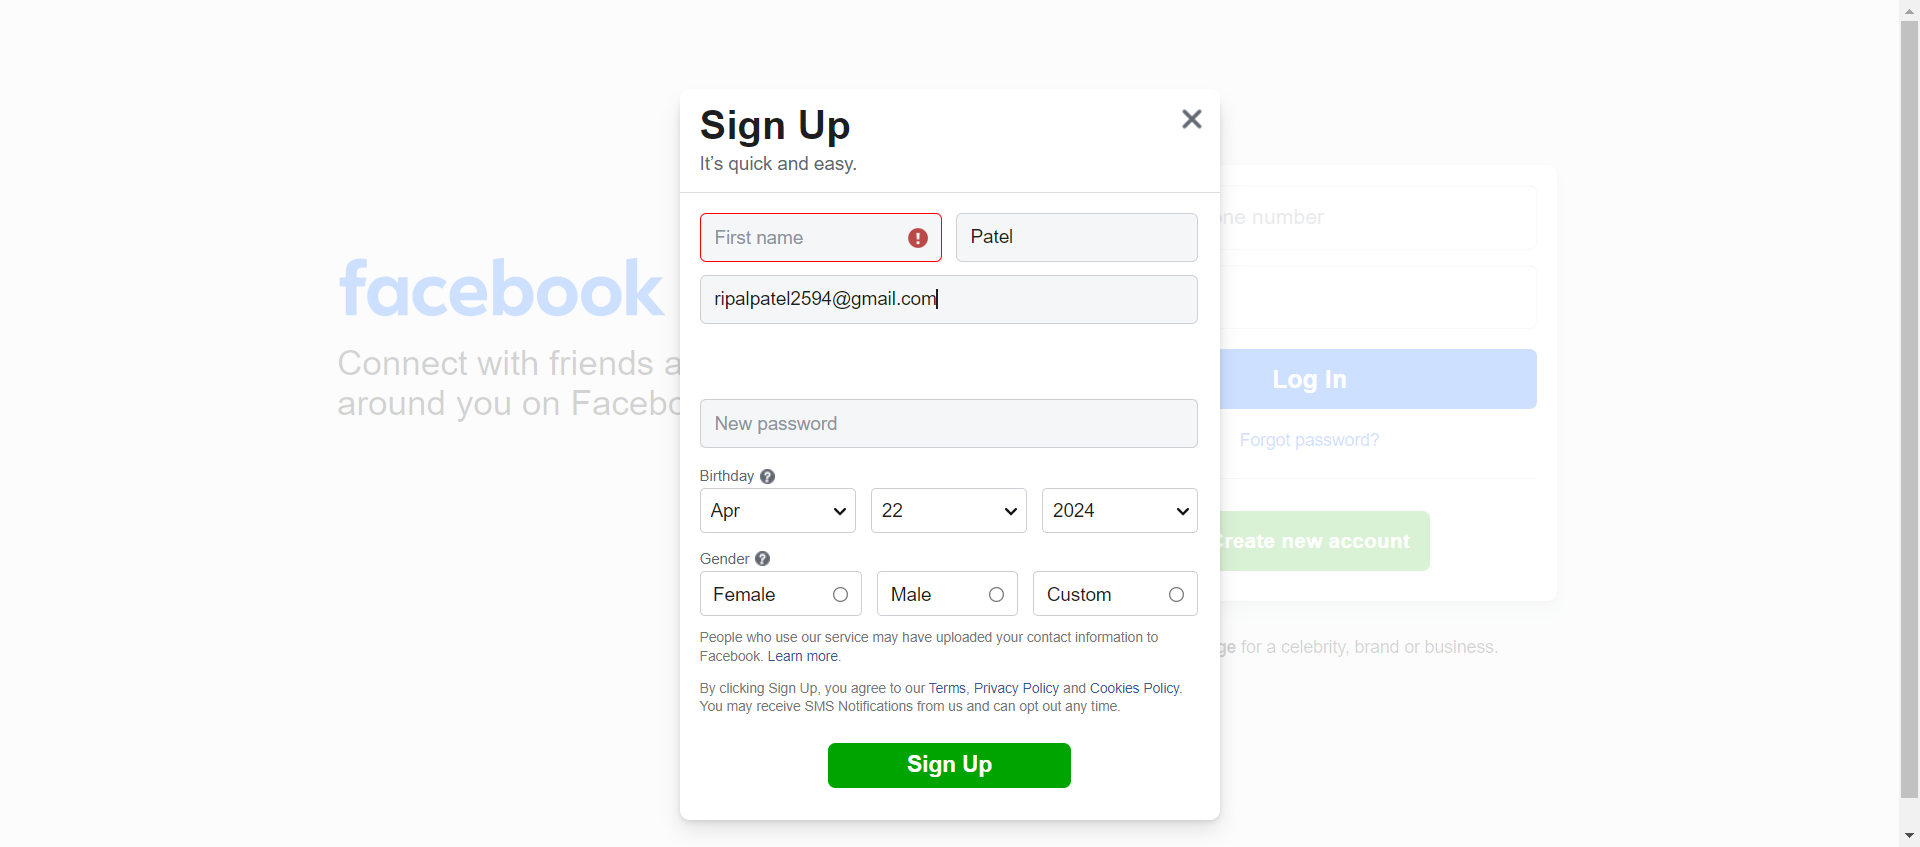 Sign Up
It's quick and easy.
First name
Patel
ripalpatel2594@gmail.com
New password
Birthday
Apr
22
2024
Gender
Female
Male
Custom
People who use our service may have uploaded your contact information to
Facebook. Learn more.
By clicking Sign Up, you agree to our Terms, Privacy Policy and Cookies Policy.
You may receive SMS Notifications from us and can opt out any time.
Sign Up
facebook
Connect with friends a
around you on Facebo
number
Log In
Forgot password?
Create new account
for a celebrity, brand or business.